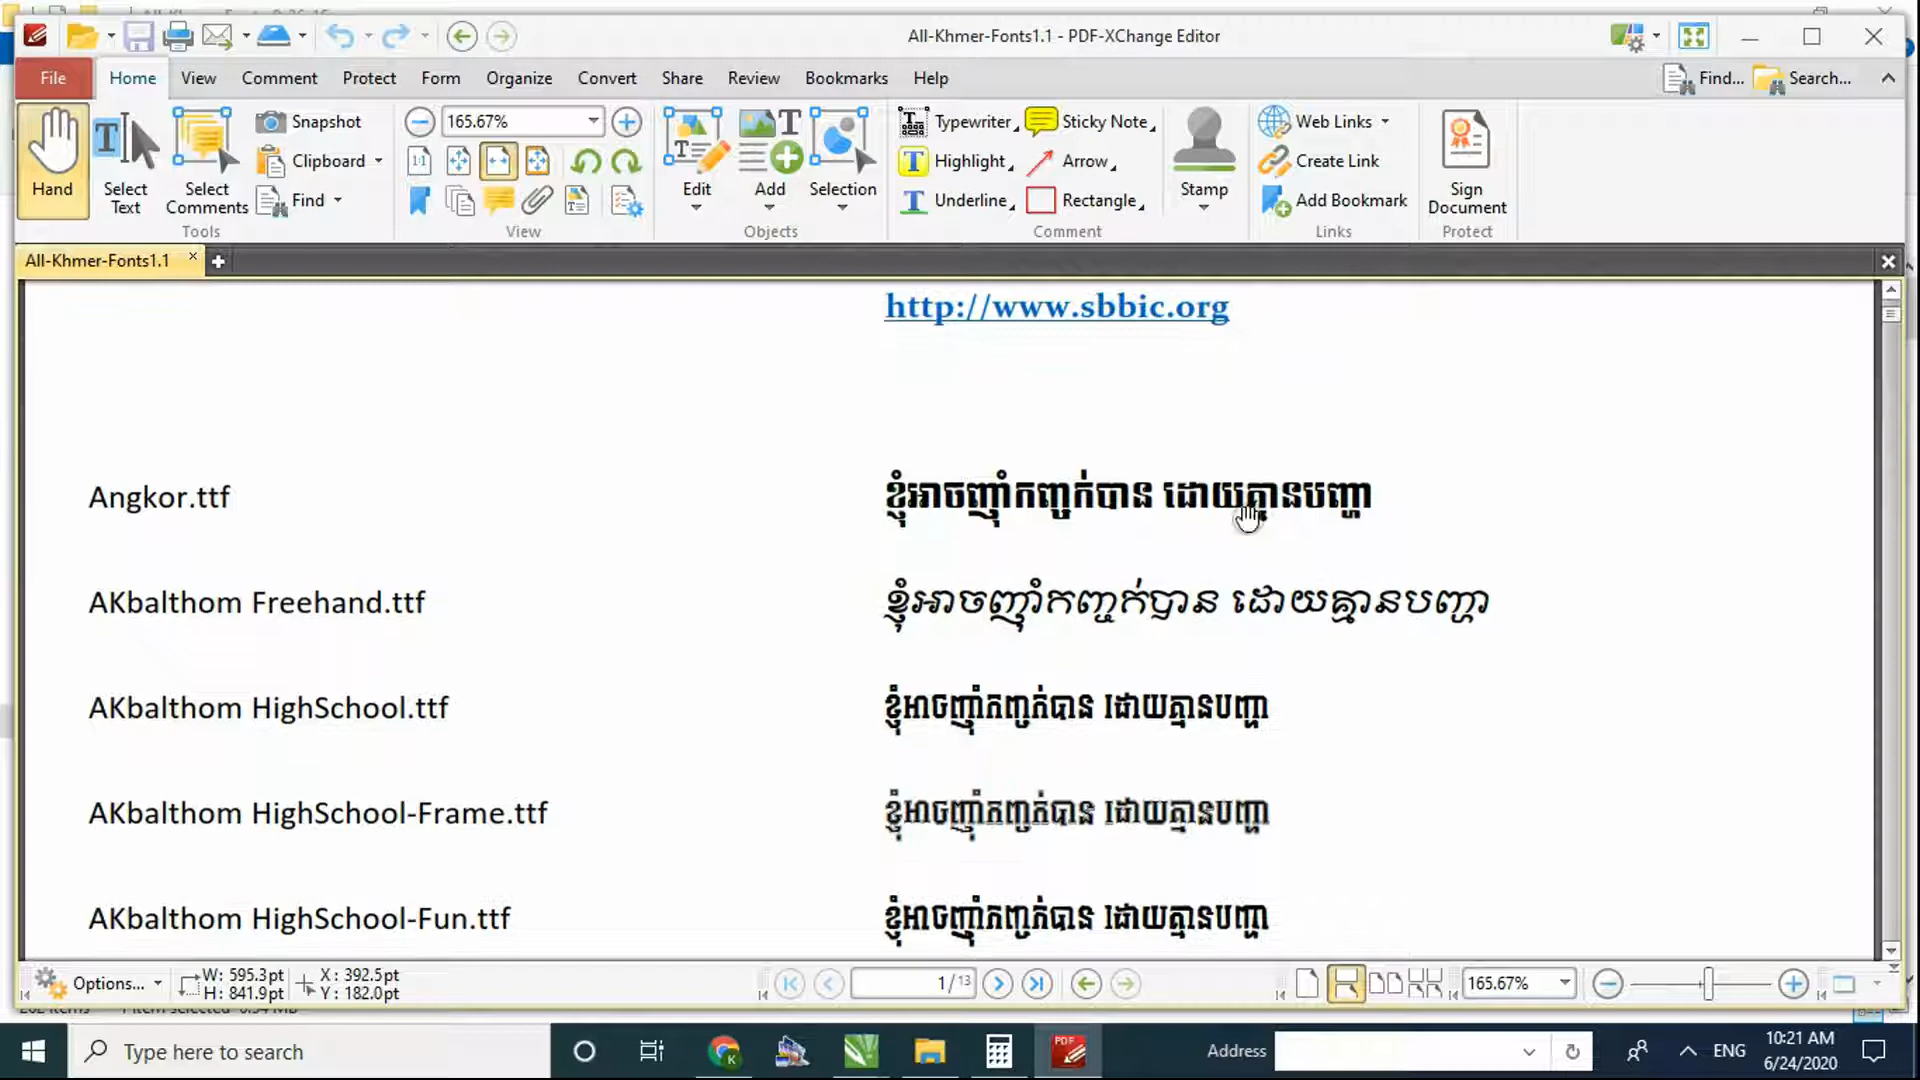 All-Khmer-Fonts1.1 - PDF-XChange Editor
File Home View Comment Protect Form Organize Convert Share Review Bookmarks Help Find... Search...
Hand
Select Text
Select Comments
Snapshot
Clipboard
Find
Tools
165.67%
1:1
View
Edit
Add
Selection
Objects
Typewriter
Sticky Note
Highlight
Arrow
Underline
Rectangle
Stamp
Comment
Web Links
Create Link
Add Bookmark
Links
Sign Document
Protect
All-Khmer-Fonts1.1
http://www.sbbic.org
Angkor.ttf ខ្ញុំអាចញ៉ាំកញ្ចក់បាន ដោយគ្មានបញ្ហា
AKbalthom Freehand.ttf ខ្ញុំអាចញ៉ាំកញ្ចក់បាន ដោយគ្មានបញ្ហា
AKbalthom HighSchool.ttf ខ្ញុំអាចញ៉ាំកញ្ចក់បាន ដោយគ្មានបញ្ហា
AKbalthom HighSchool-Frame.ttf ខ្ញុំអាចញ៉ាំកញ្ចក់បាន ដោយគ្មានបញ្ហា
AKbalthom HighSchool-Fun.ttf ខ្ញុំអាចញ៉ាំកញ្ចក់បាន ដោយគ្មានបញ្ហា
Options...
W: 595.3pt
H: 841.9pt
X: 392.5pt
Y: 182.0pt
1/13
165.67%
Type here to search
Address
ENG
10:21 AM
6/24/2020